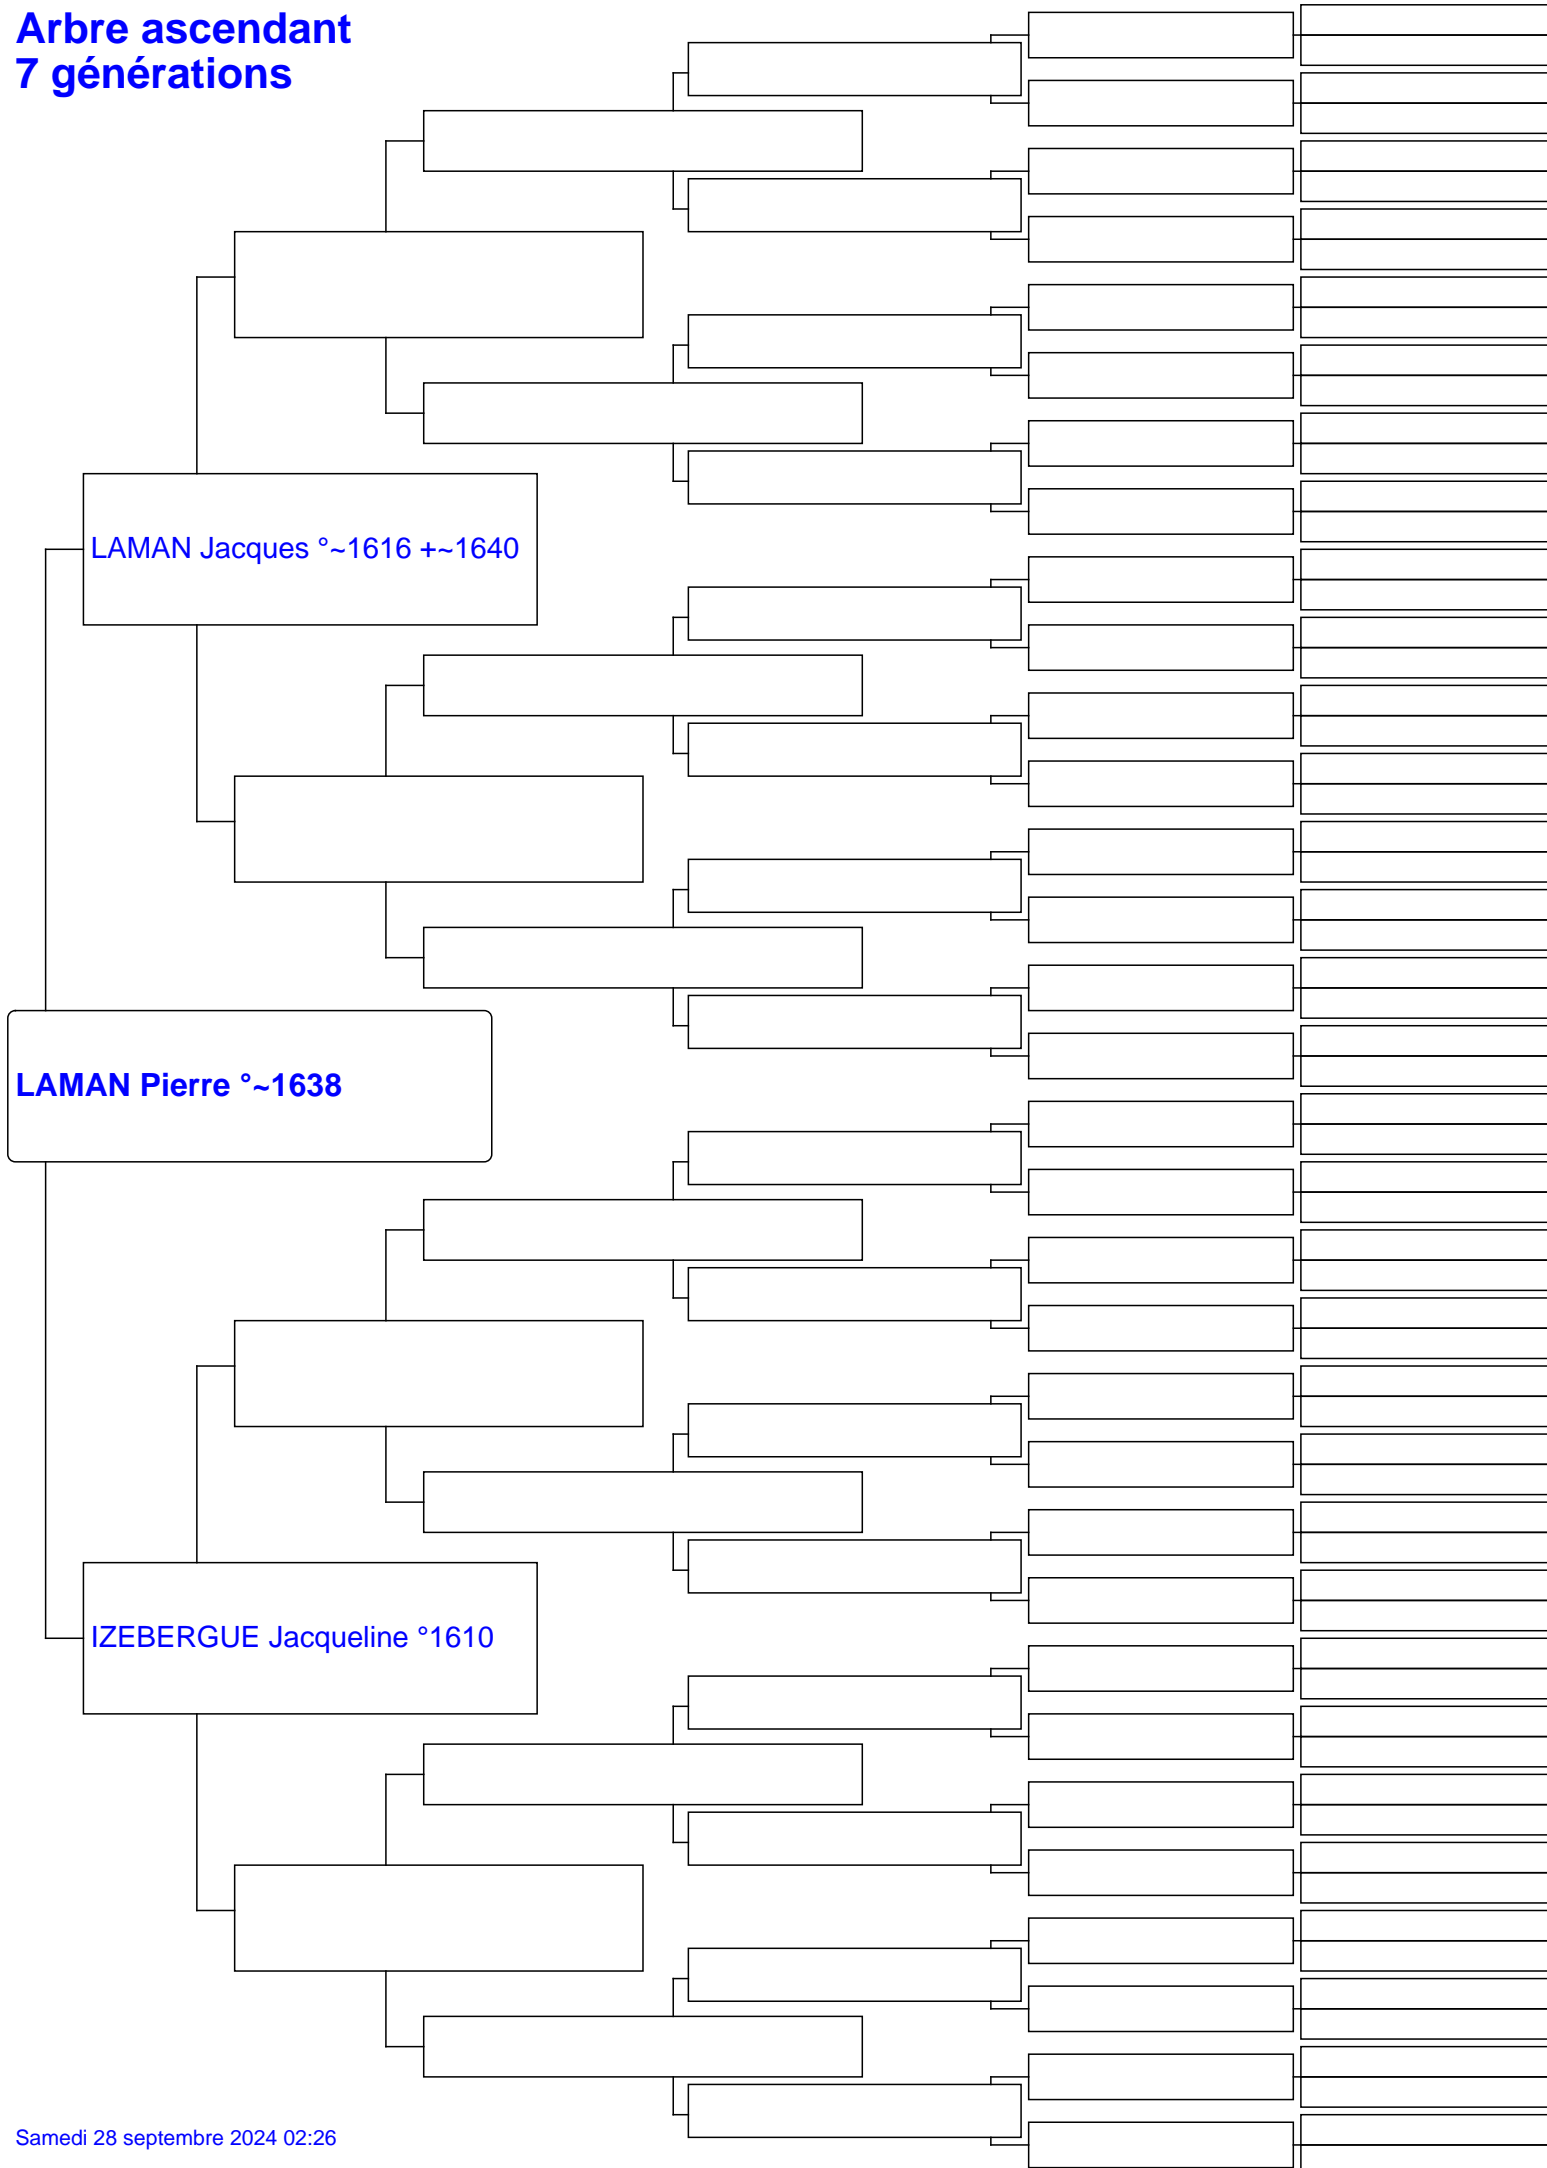 Arbre ascendant
7 générations
LAMAN Jacques °~1616 +~1640
LAMAN Pierre °~1638
IZEBERGUE Jacqueline °1610
Samedi 28 septembre 2024 02:26